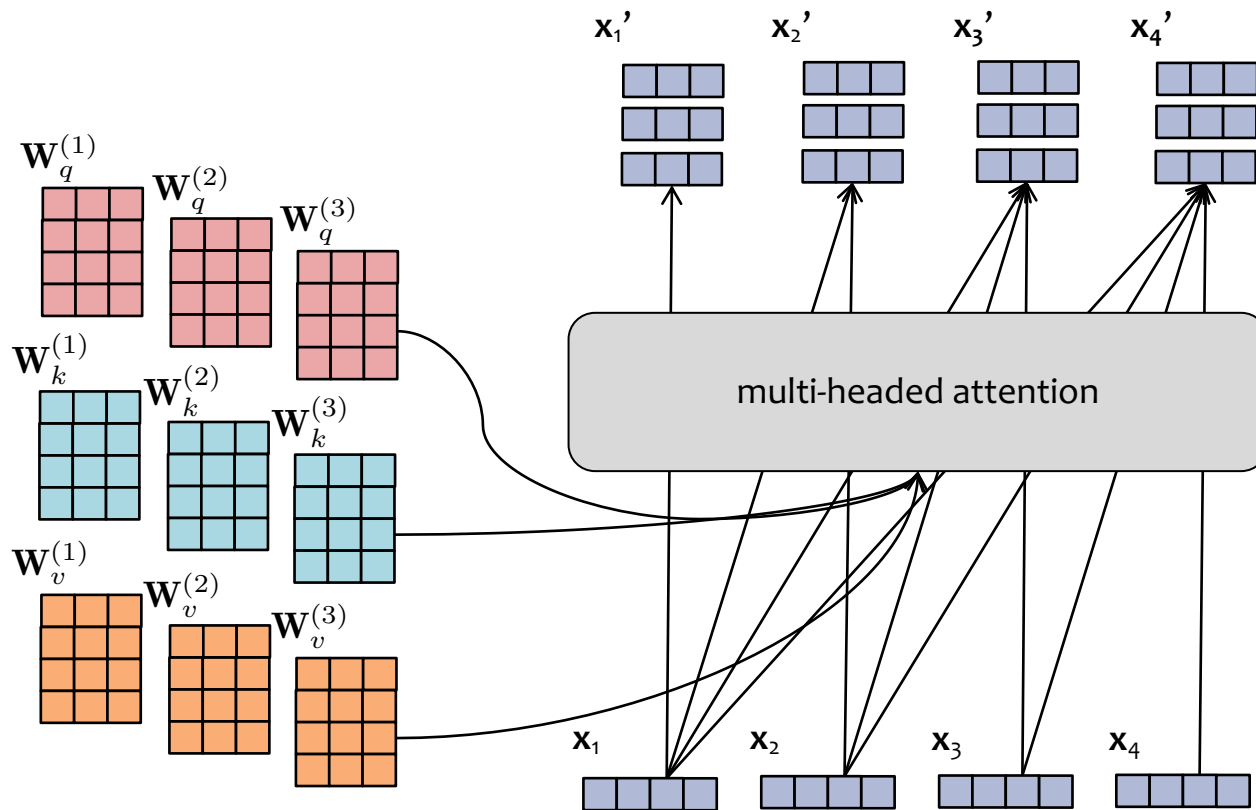 x₁’ x₂’ x₃’ x₄’
W_q^(1)
W_q^(2)
W_q^(3)
W_k^(1)
W_k^(2)
W_k^(3)
multi-headed attention
W_v^(1)
W_v^(2)
W_v^(3)
x₁ x₂ x₃ x₄